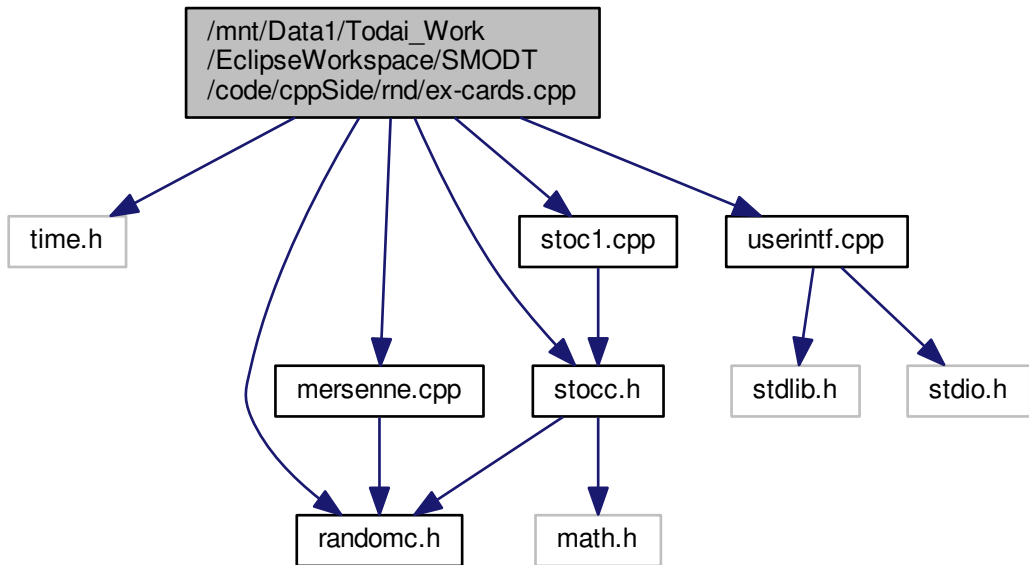 /mnt/Data1/Todai_Work
/EclipseWorkspace/SMODT
/code/cppSide/rnd/ex-cards.cpp
time.h
stoc1.cpp
userintf.cpp
mersenne.cpp
stocc.h
stdlib.h
stdio.h
randomc.h
math.h